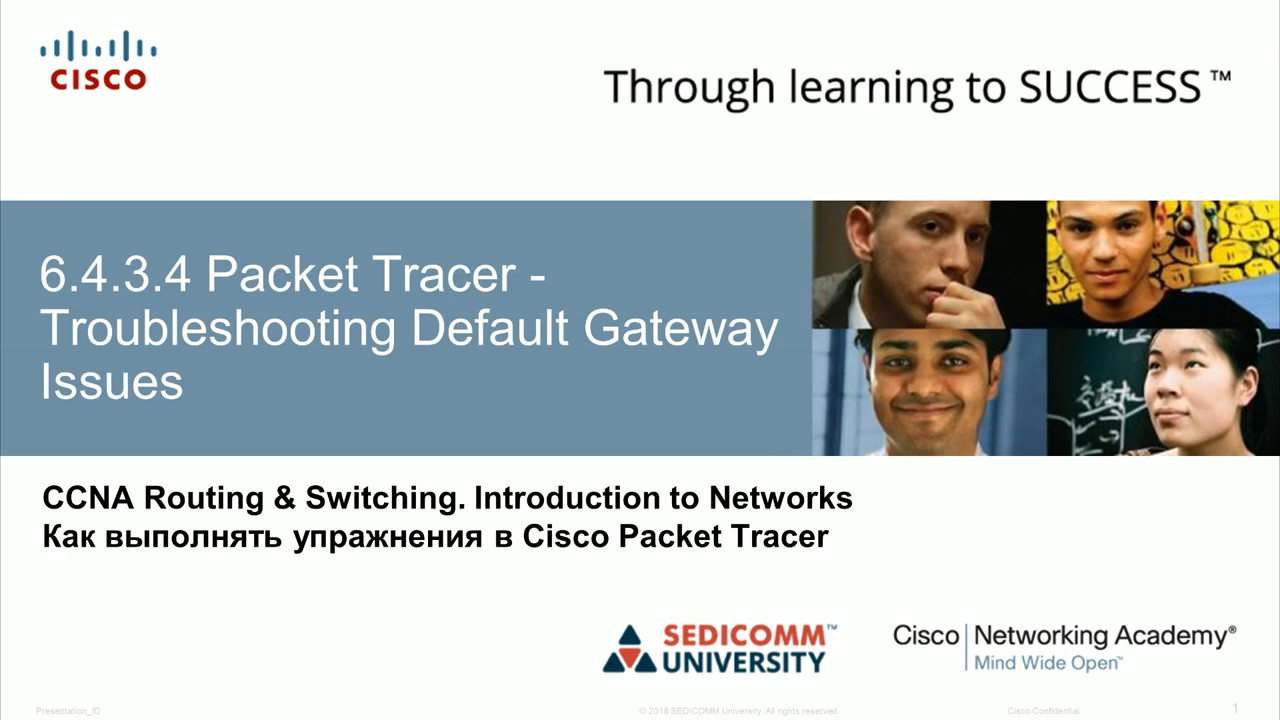 CISCO
Through learning to SUCCESS™
6.4.3.4 Packet Tracer -
Troubleshooting Default Gateway
Issues
CCNA Routing & Switching. Introduction to Networks
Как выполнять упражнения в Cisco Packet Tracer
SEDICOMM™
UNIVERSITY
Cisco Networking Academy®
Mind Wide Open™
Presentation_ID
© 2018 SEDICOMM University. All rights reserved.
Cisco Confidential
1